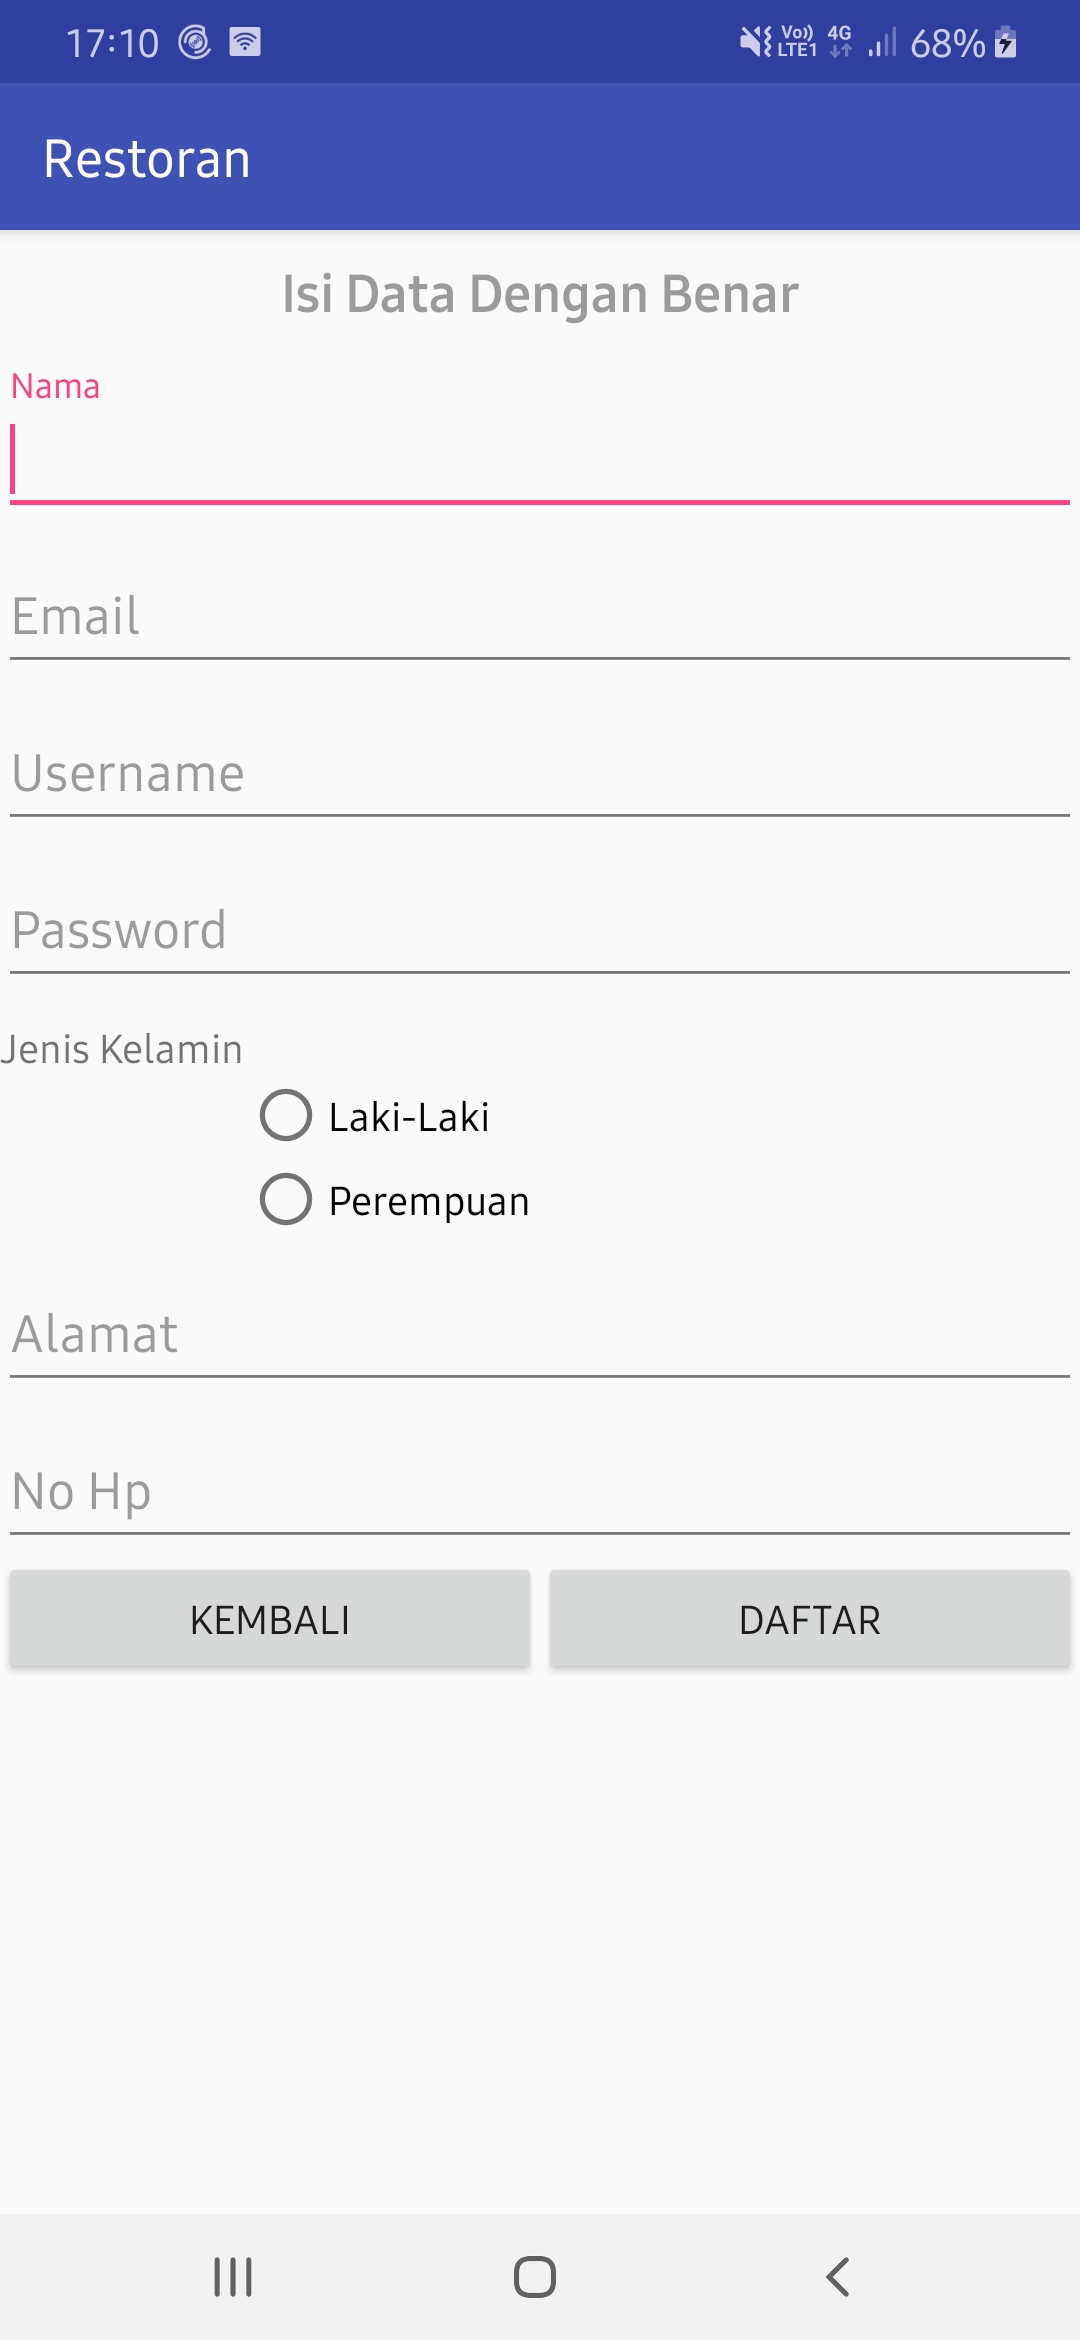 17:10 Vo)) LTE1 4G 68%
Restoran
Isi Data Dengan Benar
Nama
Email
Username
Password
Jenis Kelamin
Laki-Laki
Perempuan
Alamat
No Hp
KEMBALI DAFTAR